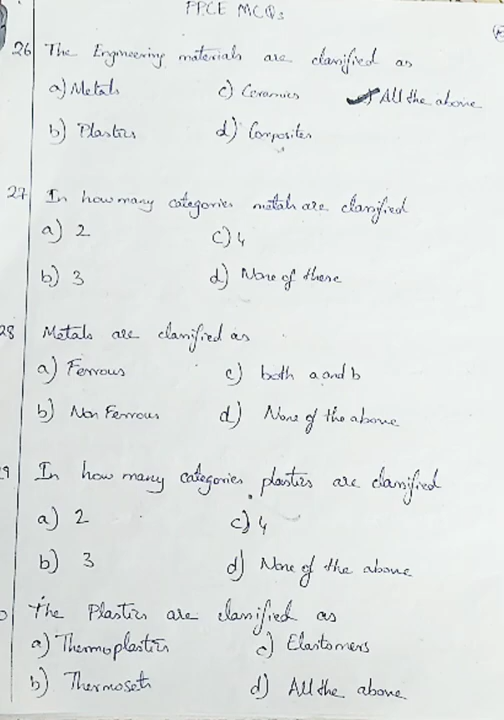 PPCE MCQs
26 The Engineering materials are classified as
a) Metals c) Ceramics e) All the above
b) Plastics d) Composites
27 In how many categories metals are classified
a) 2 c) 4
b) 3 d) None of these
28 Metals are classified as
a) Ferrous c) both a and b
b) Non Ferrous d) None of the above
9 In how many categories plastics are classified
a) 2 c) 4
b) 3 d) None of the above
The Plastics are classified as
a) Thermoplastics c) Elastomers
b) Thermosets d) All the above